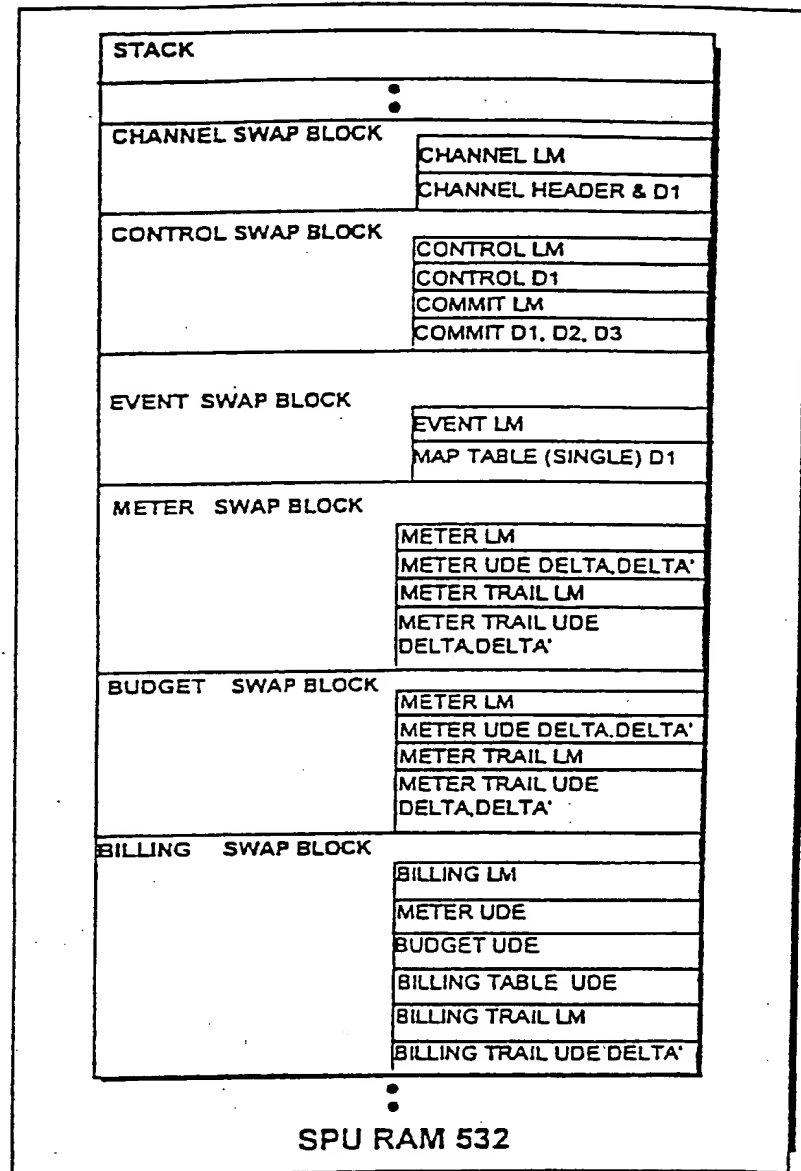 STACK
CHANNEL SWAP BLOCK
CHANNEL LM
CHANNEL HEADER & D1
CONTROL SWAP BLOCK
CONTROL LM
CONTROL D1
COMMIT LM
COMMIT D1, D2, D3
EVENT SWAP BLOCK
EVENT LM
MAP TABLE (SINGLE) D1
METER SWAP BLOCK
METER LM
METER UDE DELTA,DELTA'
METER TRAIL LM
METER TRAIL UDE
DELTA,DELTA'
BUDGET SWAP BLOCK
METER LM
METER UDE DELTA,DELTA'
METER TRAIL LM
METER TRAIL UDE
DELTA,DELTA'
BILLING SWAP BLOCK
BILLING LM
METER UDE
BUDGET UDE
BILLING TABLE UDE
BILLING TRAIL LM
BILLING TRAIL UDE DELTA'
SPU RAM 532